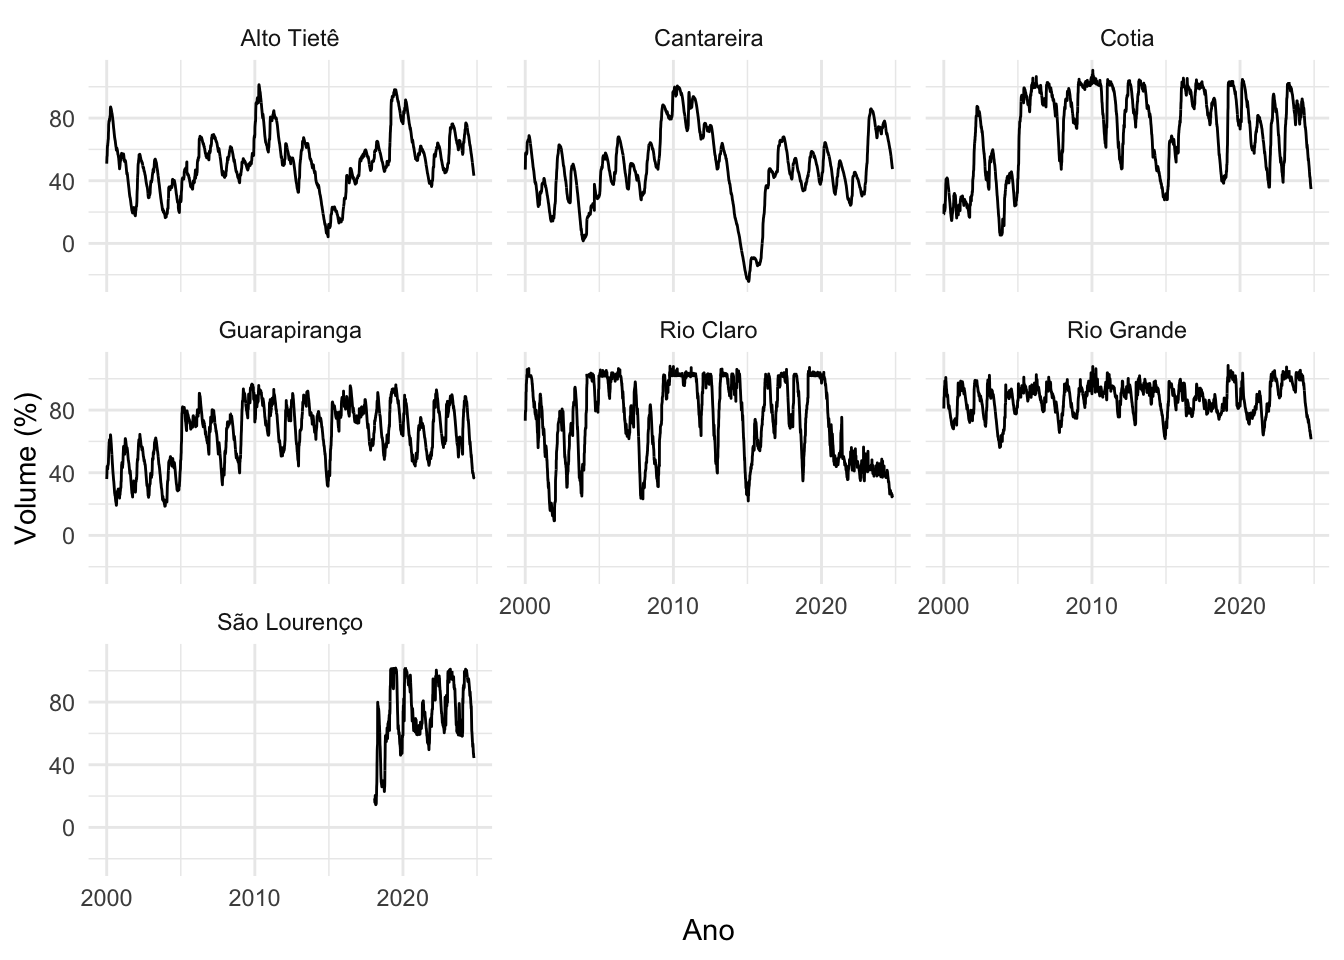 Alto Tietê
Cantareira
Cotia
80
40
0
Guarapiranga
Rio Claro
Rio Grande
80
40
0
2000
2010
2020
2000
2010
2020
São Lourenço
80
40
0
2000
2010
2020
Volume (%)
Ano